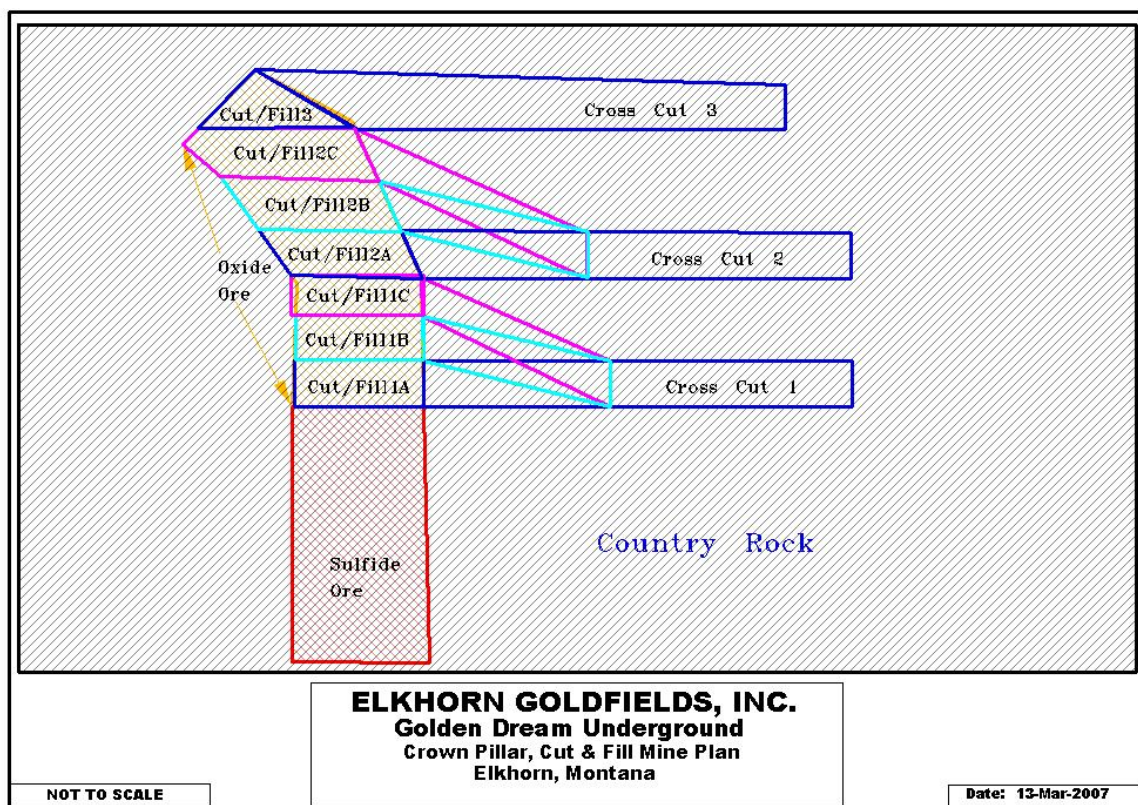 Cut/Fill3
Cross Cut 3
Cut/Fill2C
Cut/Fill2B
Cut/Fill2A
Cross Cut 2
Oxide
Ore
Cut/Fill1C
Cut/Fill1B
Cut/Fill1A
Cross Cut 1
Country Rock
Sulfide
Ore
ELKHORN GOLDFIELDS, INC.
Golden Dream Underground
Crown Pillar, Cut & Fill Mine Plan
Elkhorn, Montana
NOT TO SCALE
Date: 13-Mar-2007